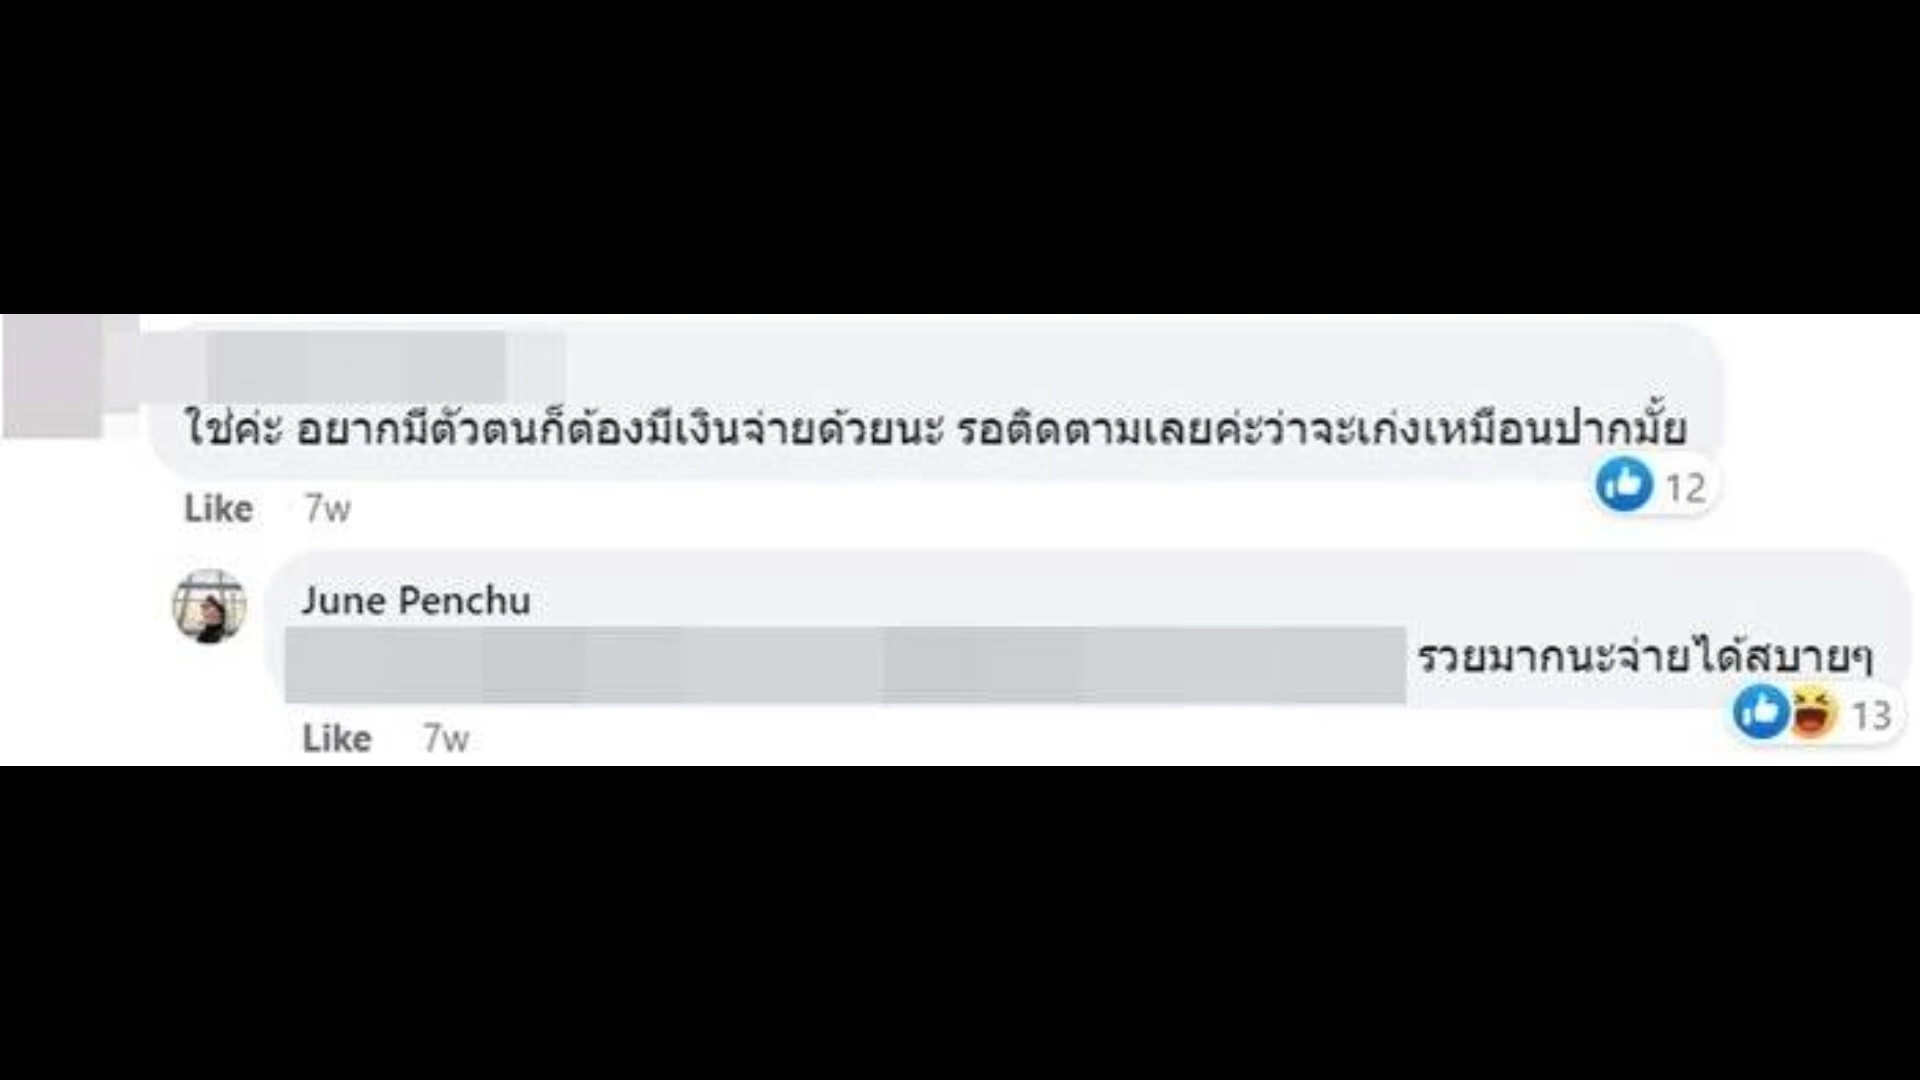 ใช่ค่ะ อยากมีตัวตนก็ต้องมีเงินจ่ายด้วยนะ รอติดตามเลยค่ะว่าจะเก่งเหมือนปากมั้ย
12
Like 7w
June Penchu
รวยมากนะจ่ายได้สบายๆ
13
Like 7w